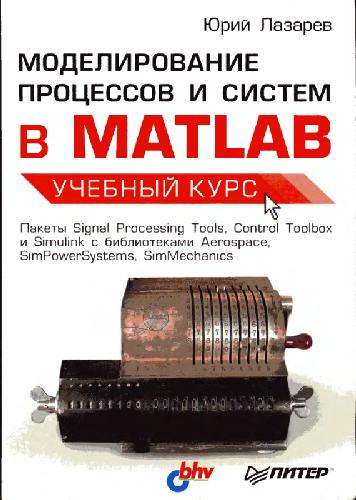 Юрий Лазарев
МОДЕЛИРОВАНИЕ
ПРОЦЕССОВ И СИСТЕМ
В MATLAB
УЧЕБНЫЙ КУРС
Пакеты Signal Processing Tools, Control Toolbox
и Simulink с библиотеками Aerospace,
SimPowerSystems, SimMechanics
bhv
ПИТЕР